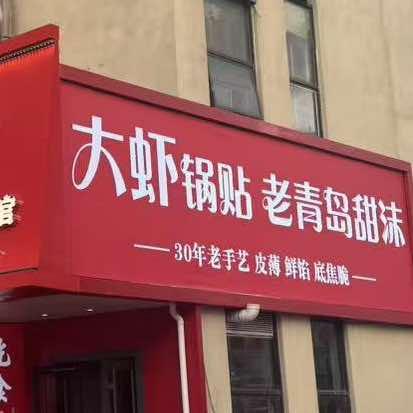 大虾锅贴 老青岛甜沫
30年老手艺 皮薄 鲜馅 底焦脆
馆